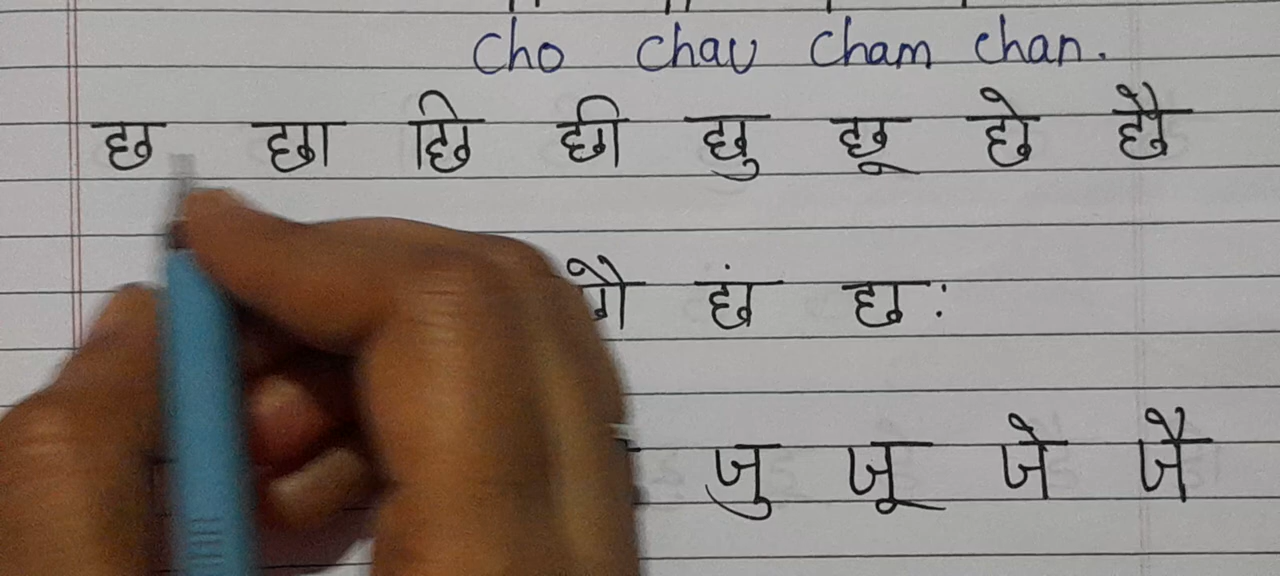 Cho Chau Cham Chan.
छ छा छि छी छु छू छे छै
छं छ:
जु जू जे जै